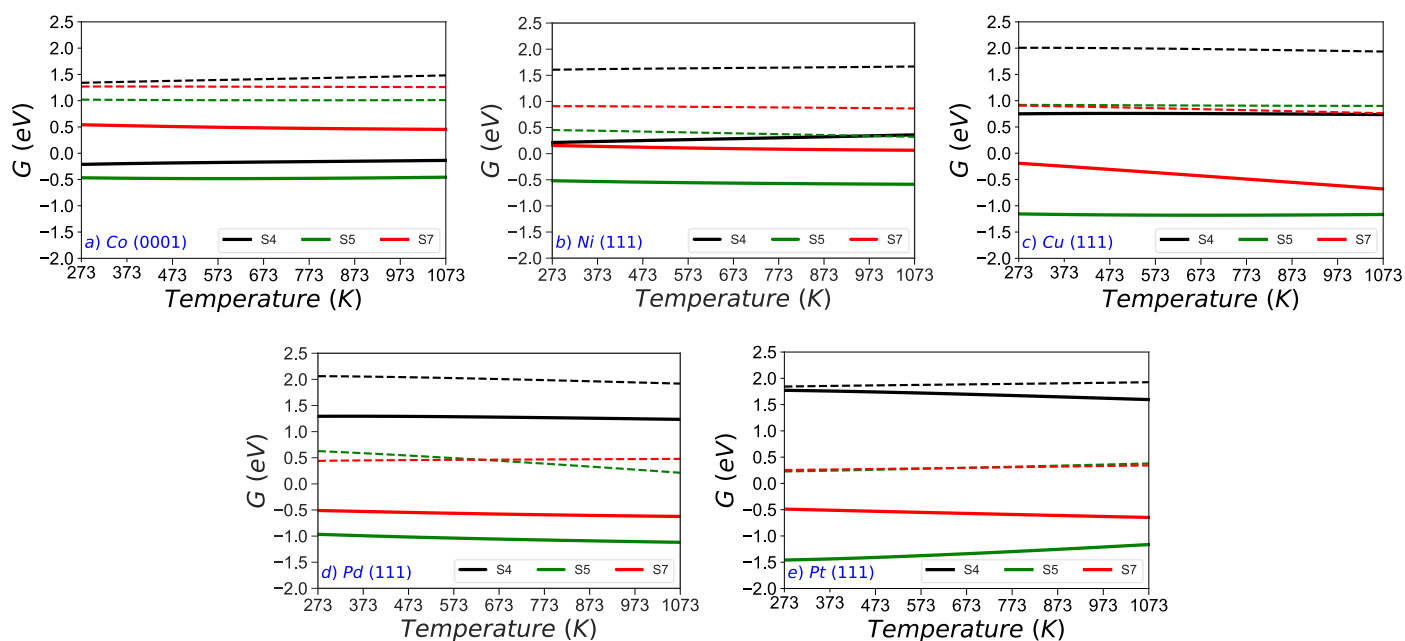 2.5
2.0
1.5
1.0
0.5
0.0
−0.5
−1.0
−1.5
−2.0
G (eV)
a) Co (0001)
S4 S5 S7
273 373 473 573 673 773 873 973 1073
Temperature (K)
2.5
2.0
1.5
1.0
0.5
0.0
−0.5
−1.0
−1.5
−2.0
G (eV)
b) Ni (111)
S4 S5 S7
273 373 473 573 673 773 873 973 1073
Temperature (K)
2.5
2.0
1.5
1.0
0.5
0.0
−0.5
−1.0
−1.5
−2.0
G (eV)
c) Cu (111)
S4 S5 S7
273 373 473 573 673 773 873 973 1073
Temperature (K)
2.5
2.0
1.5
1.0
0.5
0.0
−0.5
−1.0
−1.5
−2.0
G (eV)
d) Pd (111)
S4 S5 S7
273 373 473 573 673 773 873 973 1073
Temperature (K)
2.5
2.0
1.5
1.0
0.5
0.0
−0.5
−1.0
−1.5
−2.0
G (eV)
e) Pt (111)
S4 S5 S7
273 373 473 573 673 773 873 973 1073
Temperature (K)